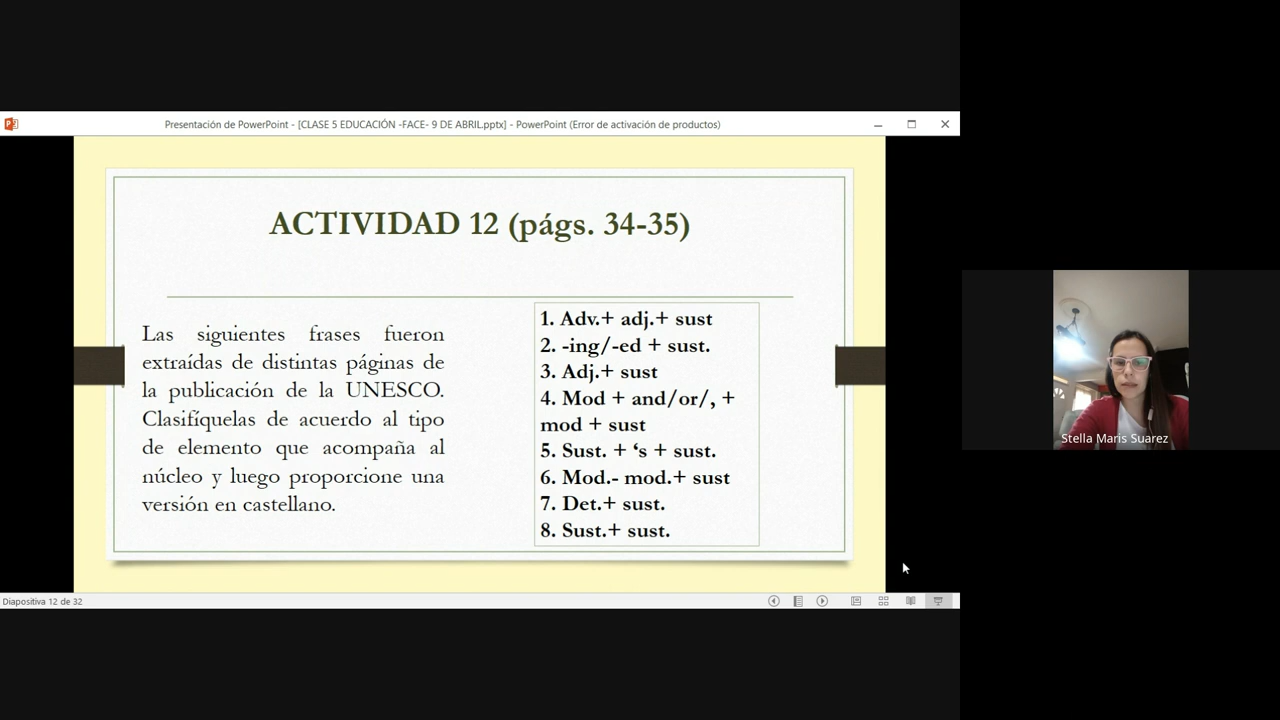 Presentación de PowerPoint - [CLASE 5 EDUCACIÓN -FACE- 9 DE ABRIL.pptx] - PowerPoint (Error de activación de productos)
ACTIVIDAD 12 (págs. 34-35)
Las siguientes frases fueron
extraídas de distintas páginas de
la publicación de la UNESCO.
Clasifíquelas de acuerdo al tipo
de elemento que acompaña al
núcleo y luego proporcione una
versión en castellano.
1. Adv.+ adj.+ sust
2. -ing/-ed + sust.
3. Adj.+ sust
4. Mod + and/or/, +
mod + sust
5. Sust. + ‘s + sust.
6. Mod.- mod.+ sust
7. Det.+ sust.
8. Sust.+ sust.
Stella Maris Suarez
Diapositiva 12 de 32